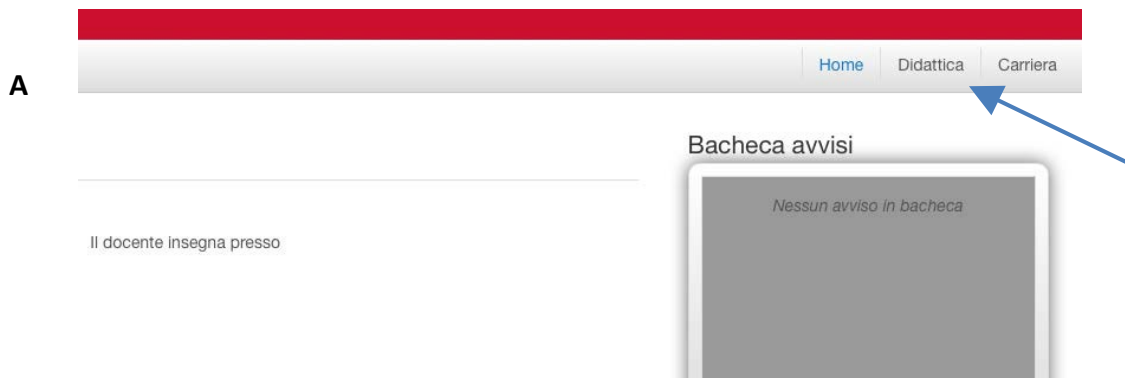 Home Didattica Carriera
A
Bacheca avvisi
Nessun avviso in bacheca
Il docente insegna presso